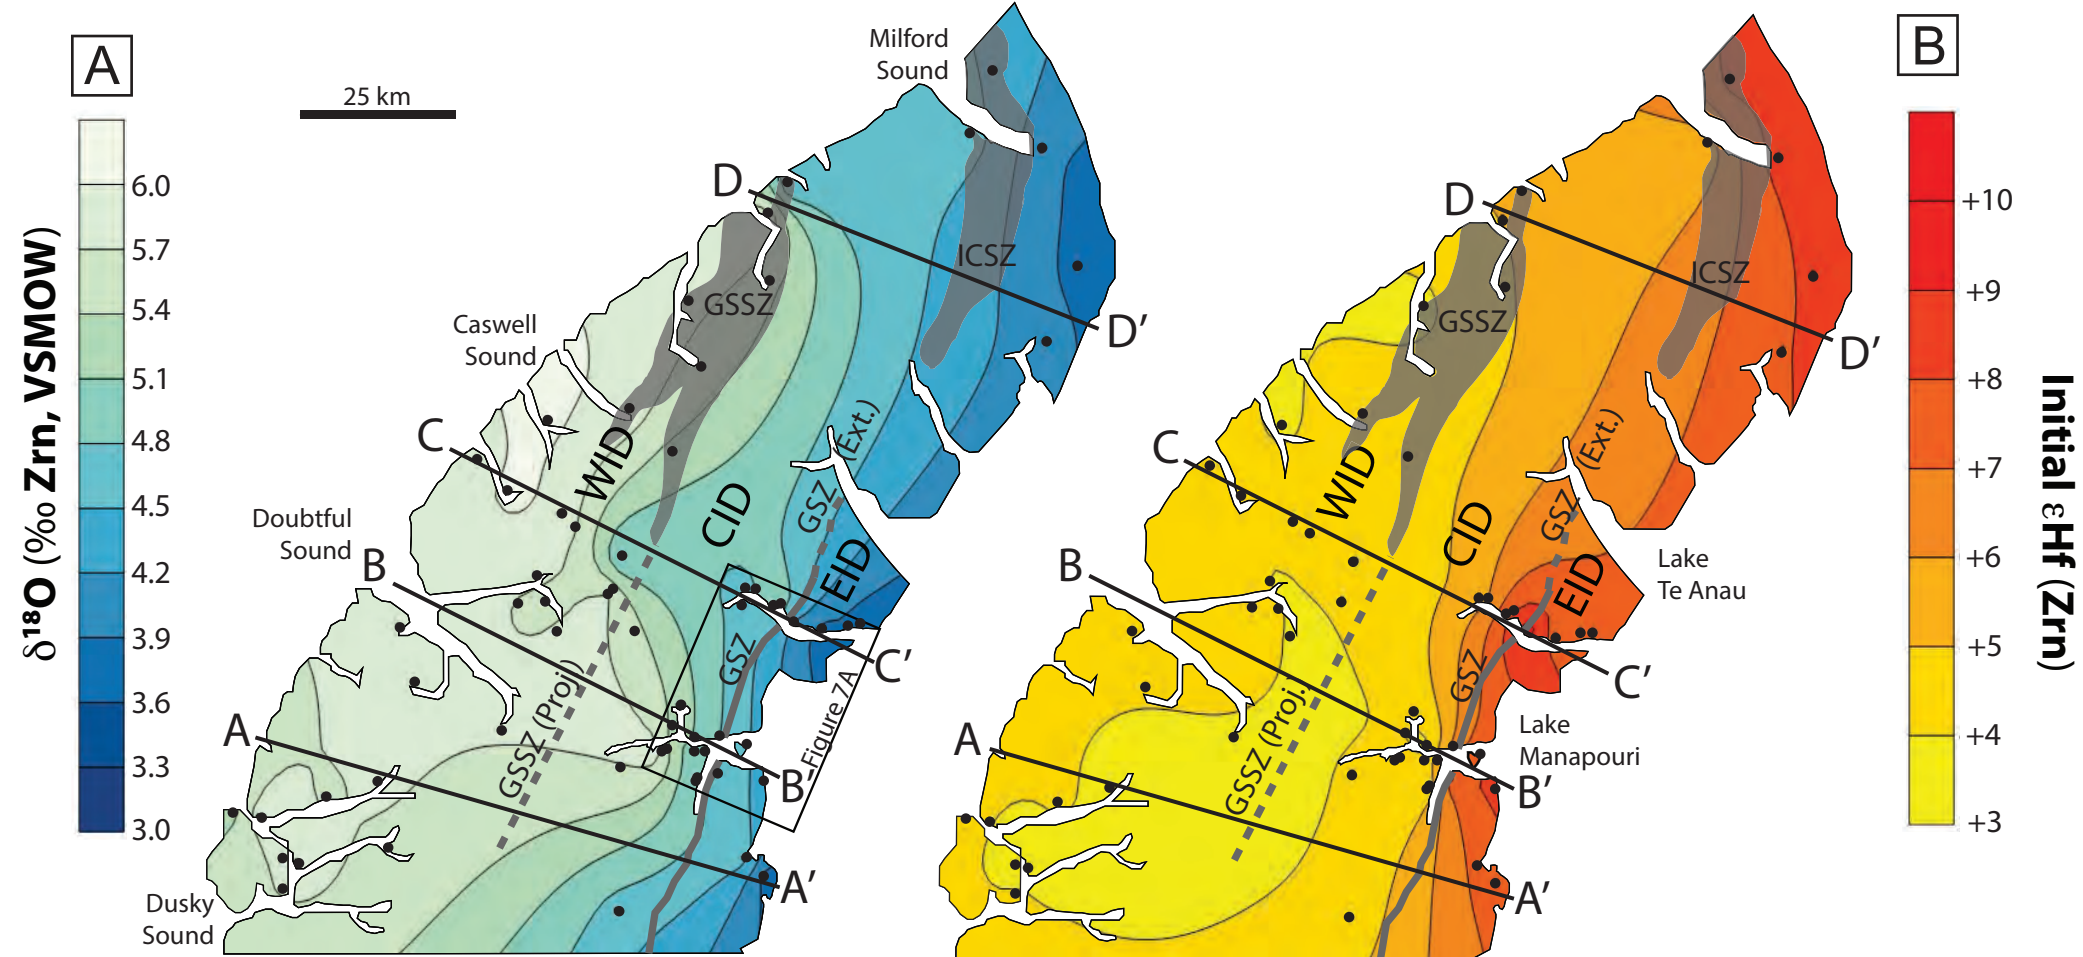 A
δ¹⁸O (‰ Zrn, VSMOW)
6.0
5.7
5.4
5.1
4.8
4.5
4.2
3.9
3.6
3.3
3.0
25 km
Milford
Sound
Caswell
Sound
Doubtful
Sound
Dusky
Sound
D
D’
C
C’
B
B’
A
A’
GSSZ
ICSZ
WID
CID
EID
GSZ
(Ext.)
GSZ
GSSZ (Proj)
Figure 7A
B
Initial εHf (Zrn)
+10
+9
+8
+7
+6
+5
+4
+3
D
D’
C
C’
B
B’
A
A’
GSSZ
ICSZ
WID
CID
EID
GSZ
(Ext.)
GSZ
GSSZ (Proj.)
Lake
Te Anau
Lake
Manapouri